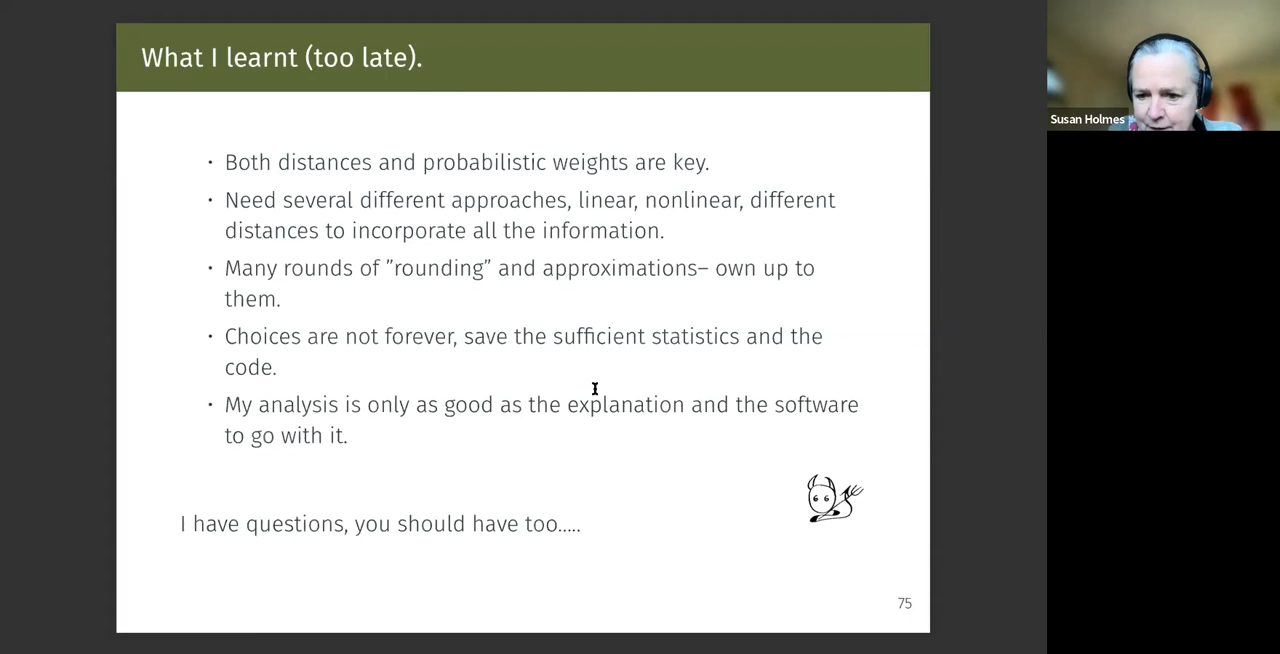 What I learnt (too late).
Susan Holmes
• Both distances and probabilistic weights are key.
• Need several different approaches, linear, nonlinear, different
distances to incorporate all the information.
• Many rounds of ”rounding” and approximations– own up to
them.
• Choices are not forever, save the sufficient statistics and the
code.
• My analysis is only as good as the explanation and the software
to go with it.
I have questions, you should have too.....
75